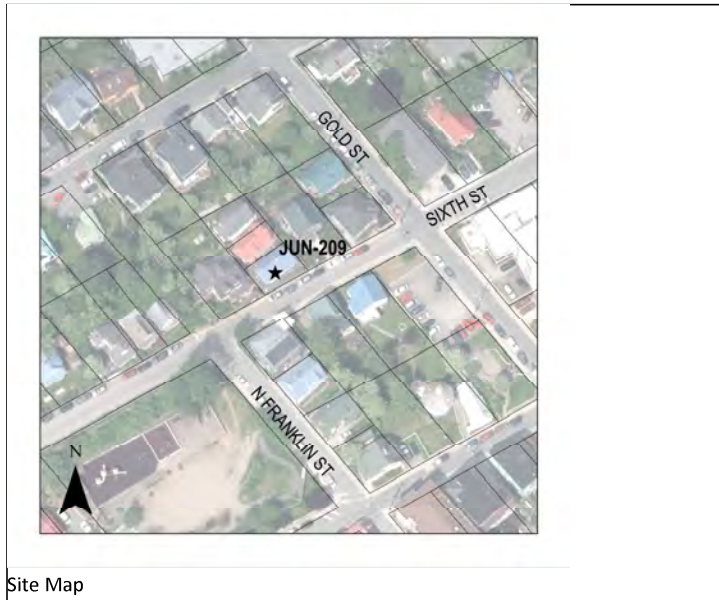 GOLD ST
SIXTH ST
JUN-209
N FRANKLIN ST
N
Site Map